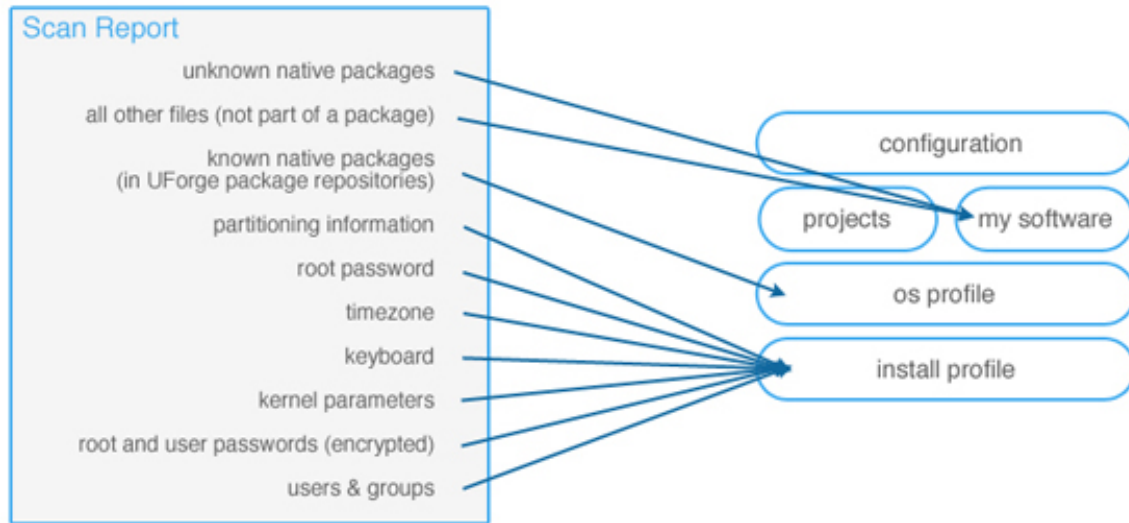 Scan Report
unknown native packages
all other files (not part of a package)
known native packages
(in UForge package repositories)
partitioning information
root password
timezone
keyboard
kernel parameters
root and user passwords (encrypted)
users & groups
configuration
projects
my software
os profile
install profile